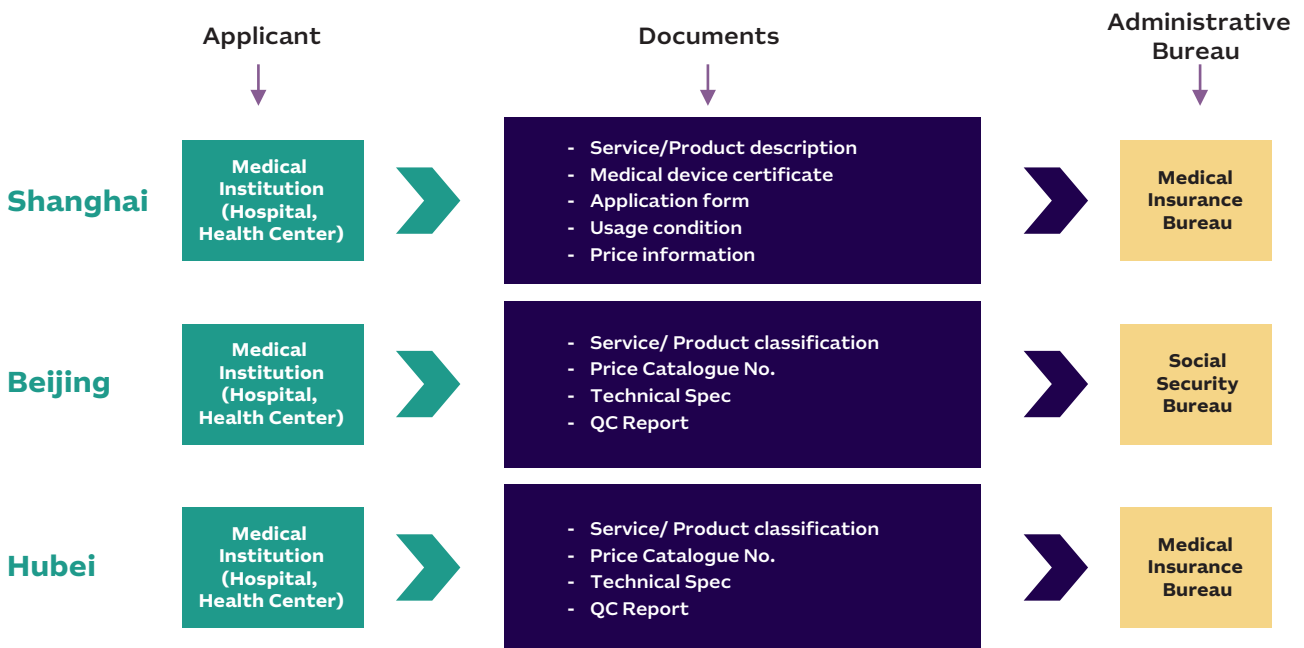 Applicant
Documents
Administrative
Bureau
Shanghai
Medical
Institution
(Hospital,
Health Center)
- Service/Product description
- Medical device certificate
- Application form
- Usage condition
- Price information
Medical
Insurance
Bureau
Beijing
Medical
Institution
(Hospital,
Health Center)
- Service/ Product classification
- Price Catalogue No.
- Technical Spec
- QC Report
Social
Security
Bureau
Hubei
Medical
Institution
(Hospital,
Health Center)
- Service/ Product classification
- Price Catalogue No.
- Technical Spec
- QC Report
Medical
Insurance
Bureau